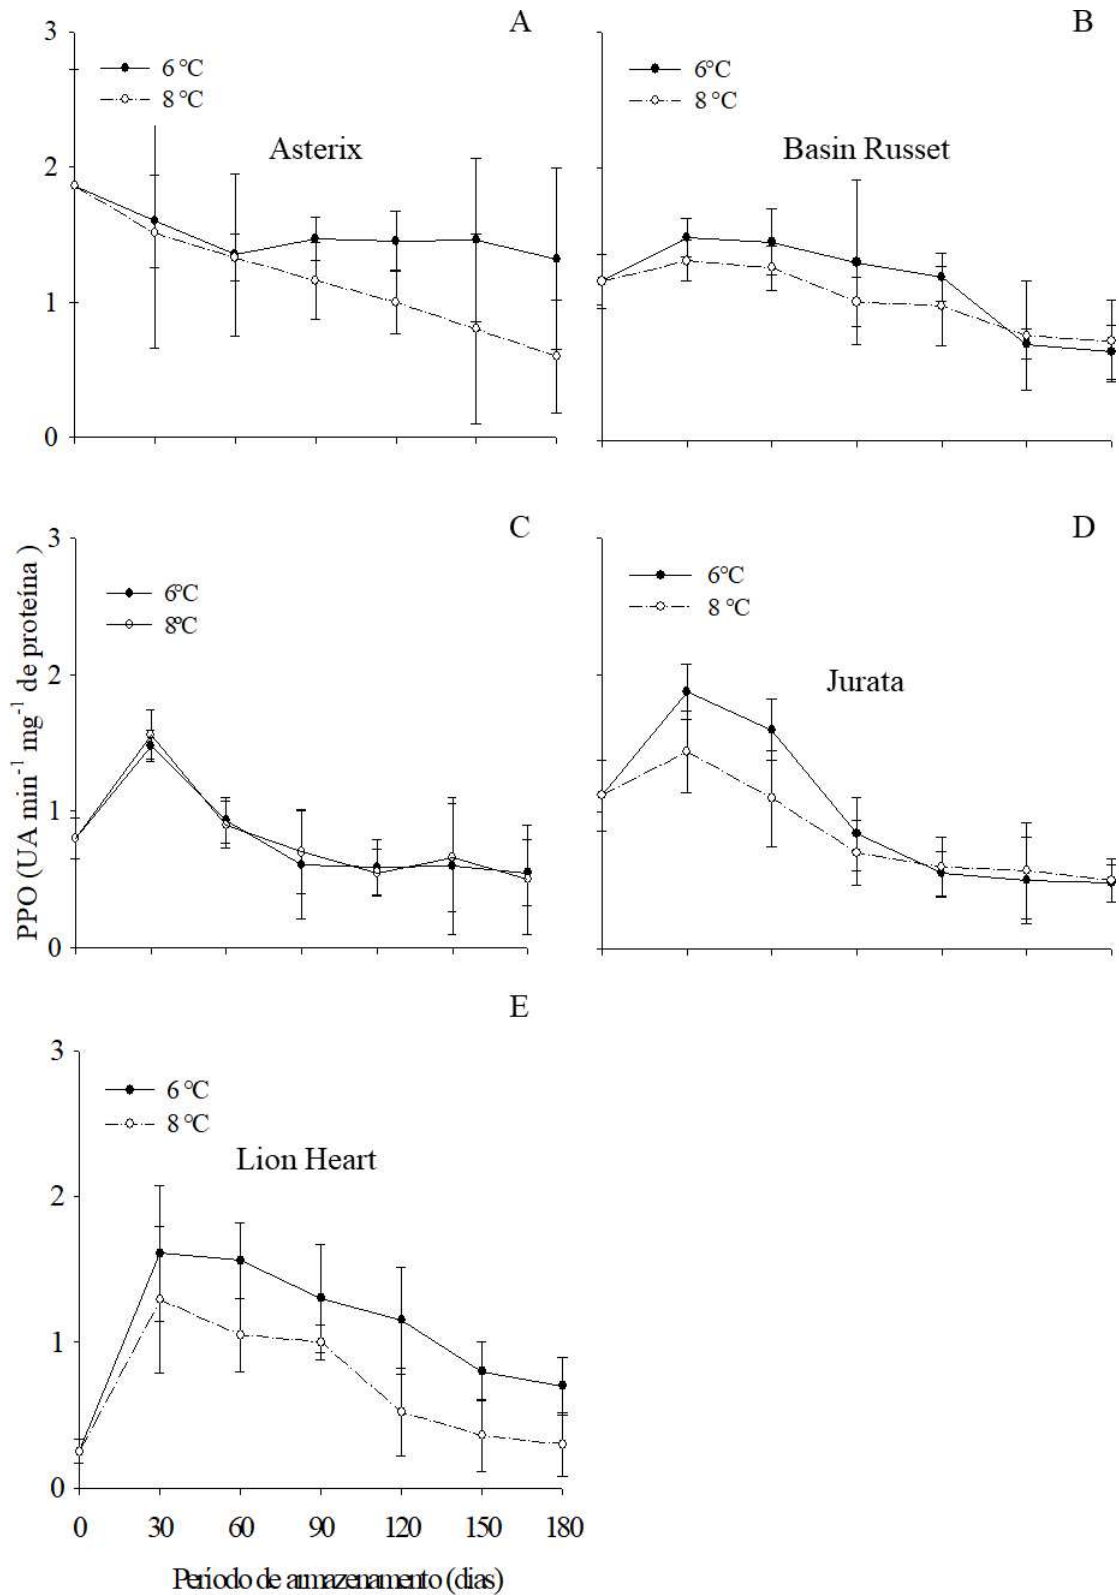 A
3
6 °C
8 °C
Asterix
2
1
0
B
6°C
8 °C
Basin Russet
PPO (UA min⁻¹ mg⁻¹ de proteína )
C
3
6°C
8°C
2
1
0
D
6°C
8 °C
Jurata
E
3
6 °C
8 °C
Lion Heart
2
1
0
0 30 60 90 120 150 180
Período de armazenamento (dias)